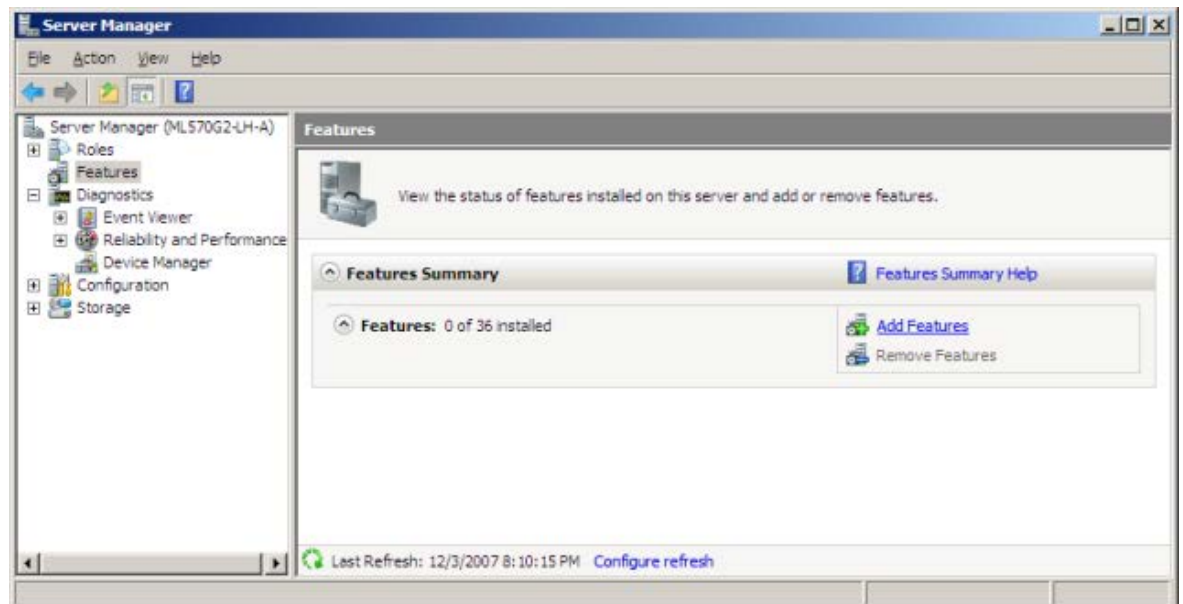 Server Manager
File Action View Help
Server Manager (ML570G2-LH-A)
Roles
Features
Diagnostics
Event Viewer
Reliability and Performance
Device Manager
Configuration
Storage
Features
View the status of features installed on this server and add or remove features.
Features Summary
Features Summary Help
Features: 0 of 36 installed
Add Features
Remove Features
Last Refresh: 12/3/2007 8:10:15 PM Configure refresh